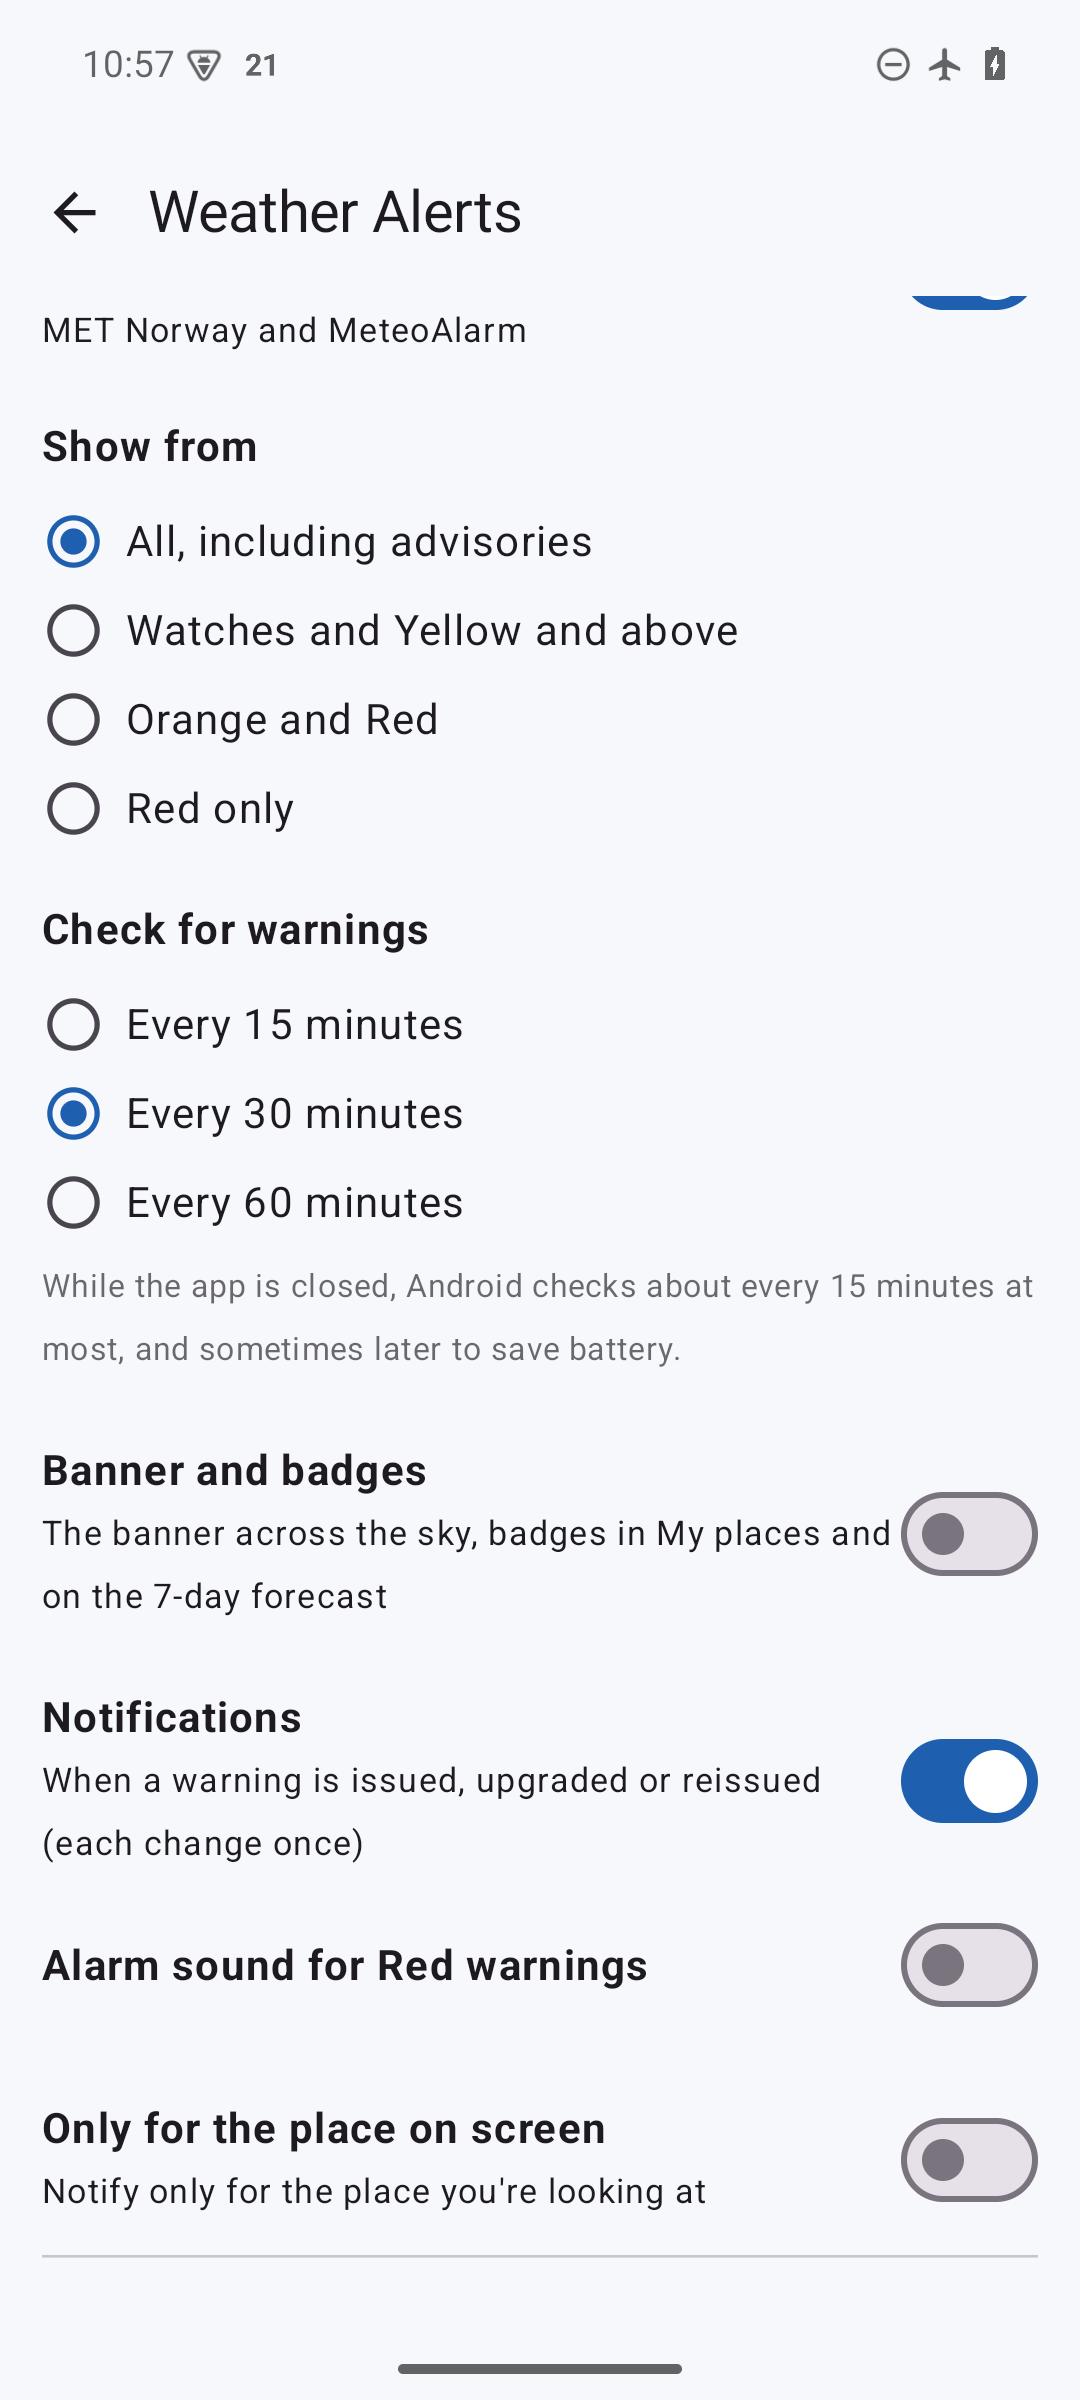 10:57 21
Weather Alerts
MET Norway and MeteoAlarm
Show from
All, including advisories
Watches and Yellow and above
Orange and Red
Red only
Check for warnings
Every 15 minutes
Every 30 minutes
Every 60 minutes
While the app is closed, Android checks about every 15 minutes at
most, and sometimes later to save battery.
Banner and badges
The banner across the sky, badges in My places and
on the 7-day forecast
Notifications
When a warning is issued, upgraded or reissued
(each change once)
Alarm sound for Red warnings
Only for the place on screen
Notify only for the place you're looking at